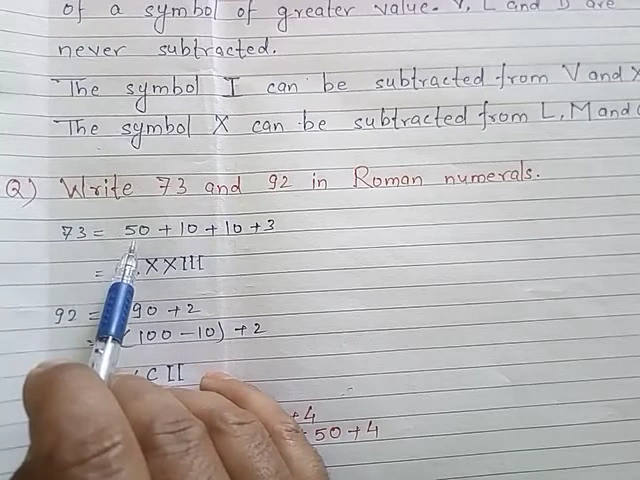 of a symbol of greater value. V, L and D are
never subtracted.
The symbol I can be subtracted from V and X
The symbol X can be subtracted from L, M and C
Q) Write 73 and 92 in Roman numerals.
73 = 50 + 10 + 10 + 3
= XXIII
92 = 90 + 2
= (100 - 10) + 2
CII
+4
50 + 4